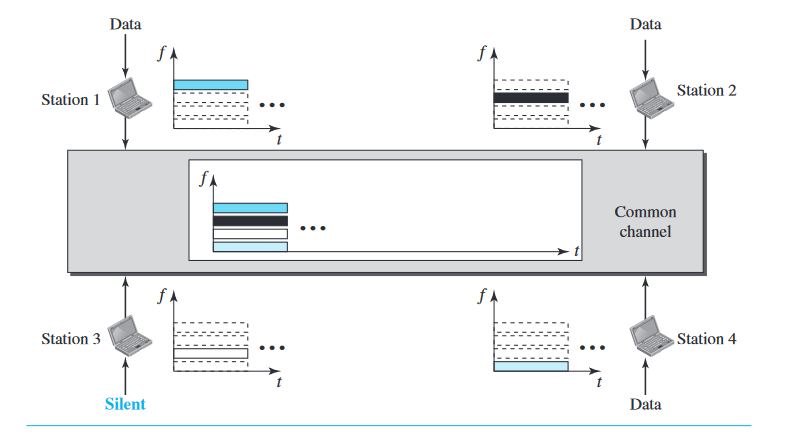 Data
Data
f
f
Station 1
Station 2
t
t
f
Common
channel
t
f
f
Station 3
Station 4
t
t
Silent
Data